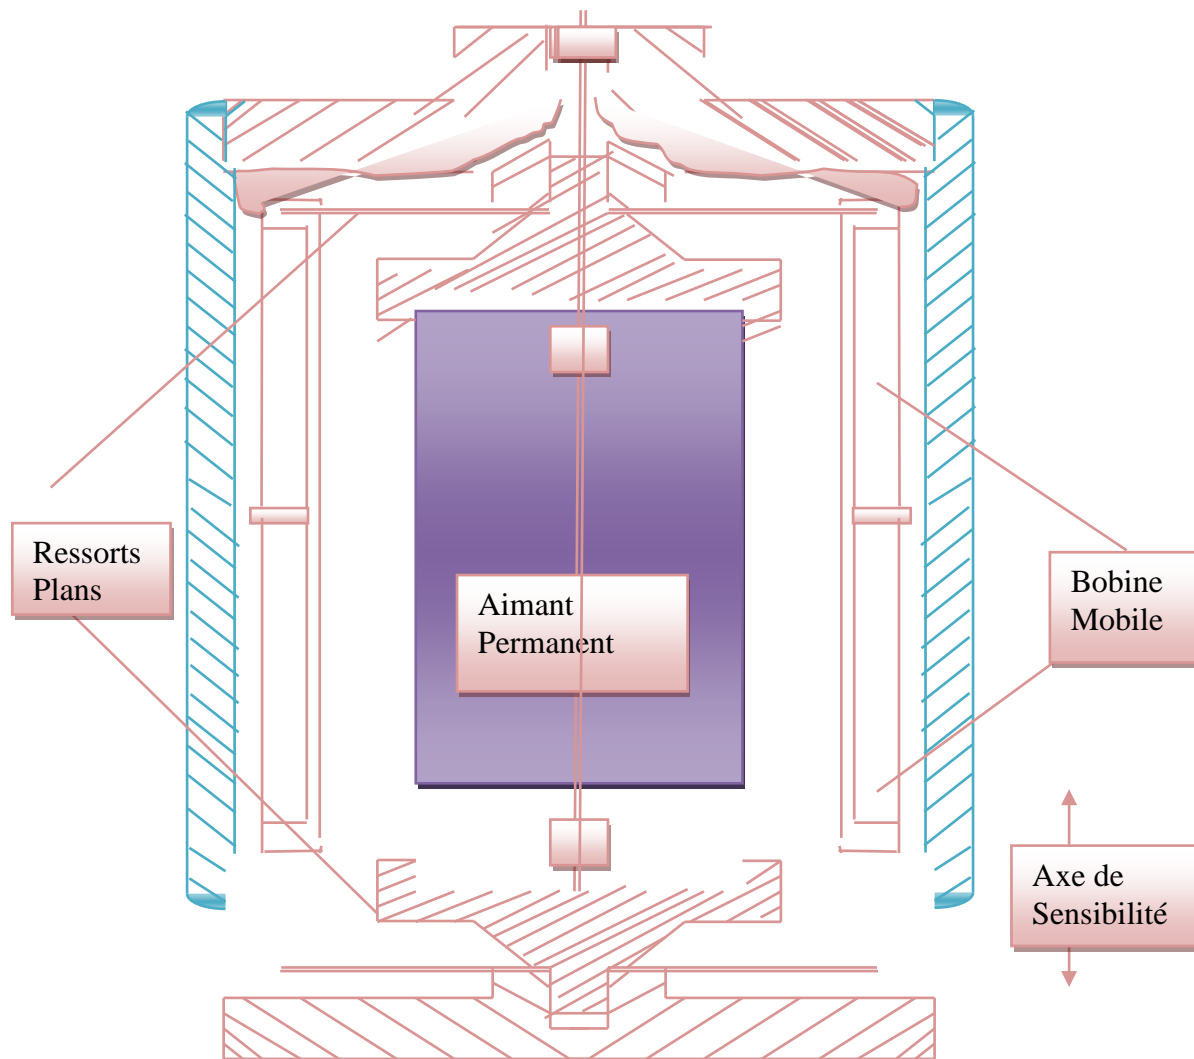 Ressorts
Plans
Aimant
Permanent
Bobine
Mobile
Axe de
Sensibilité